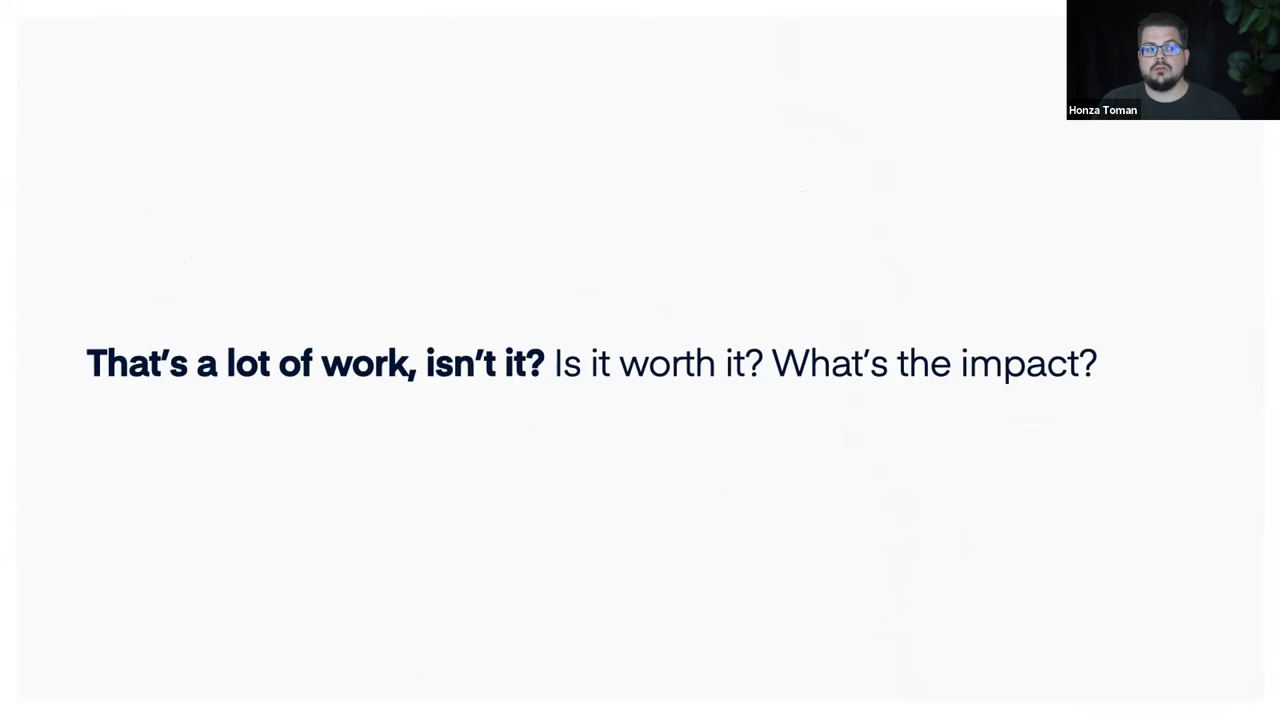 Honza Toman
That’s a lot of work, isn’t it? Is it worth it? What’s the impact?